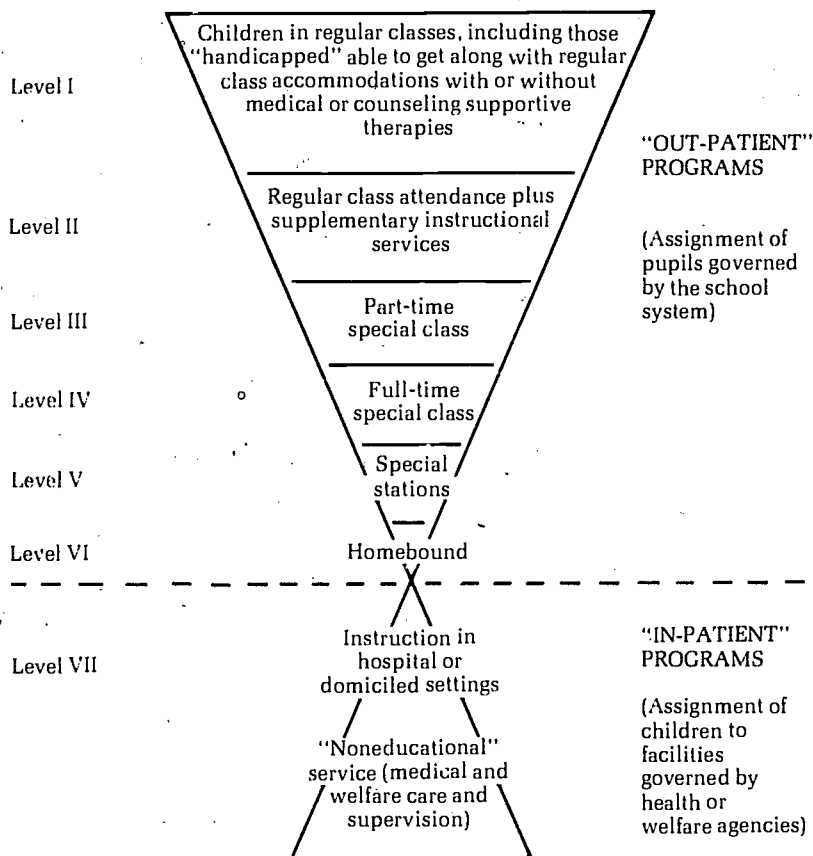 Level I
Children in regular classes, including those
"handicapped" able to get along with regular
class accommodations with or without
medical or counseling supportive
therapies
"OUT-PATIENT"
PROGRAMS
(Assignment of
pupils governed
by the school
system)
Level II
Regular class attendance plus
supplementary instructional
services
Level III
Part-time
special class
Level IV
Full-time
special class
Level V
Special
stations
Level VI
Homebound
Level VII
Instruction in
hospital or
domiciled settings
"Noneducational"
service (medical and
welfare care and
supervision)
"IN-PATIENT"
PROGRAMS
(Assignment of
children to
facilities
governed by
health or
welfare agencies)